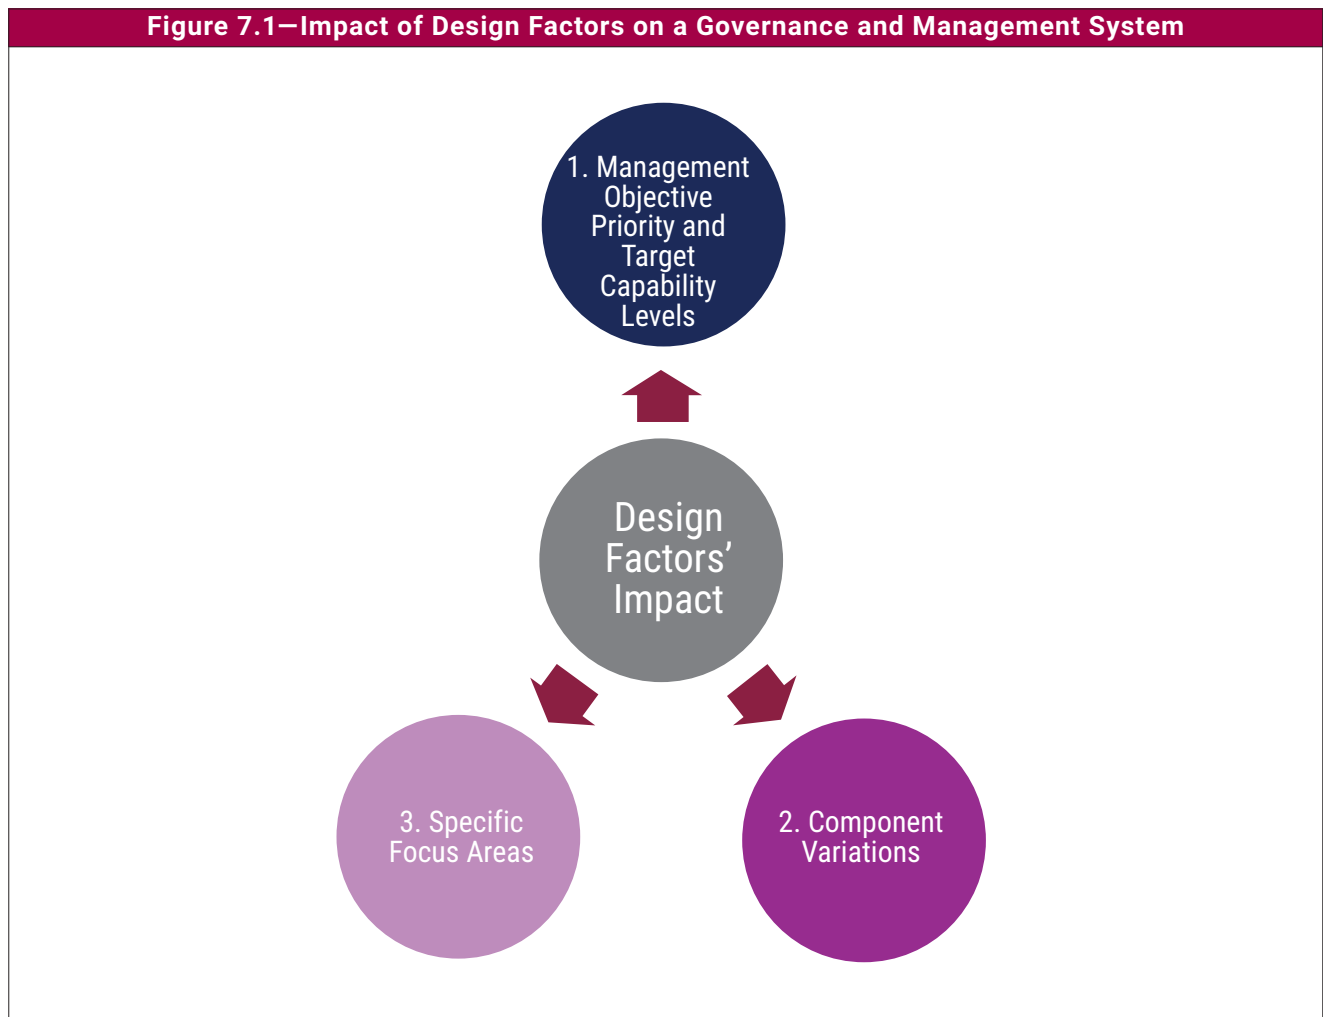 Figure 7.1—Impact of Design Factors on a Governance and Management System
1. Management
Objective
Priority and
Target
Capability
Levels
Design
Factors’
Impact
3. Specific
Focus Areas
2. Component
Variations